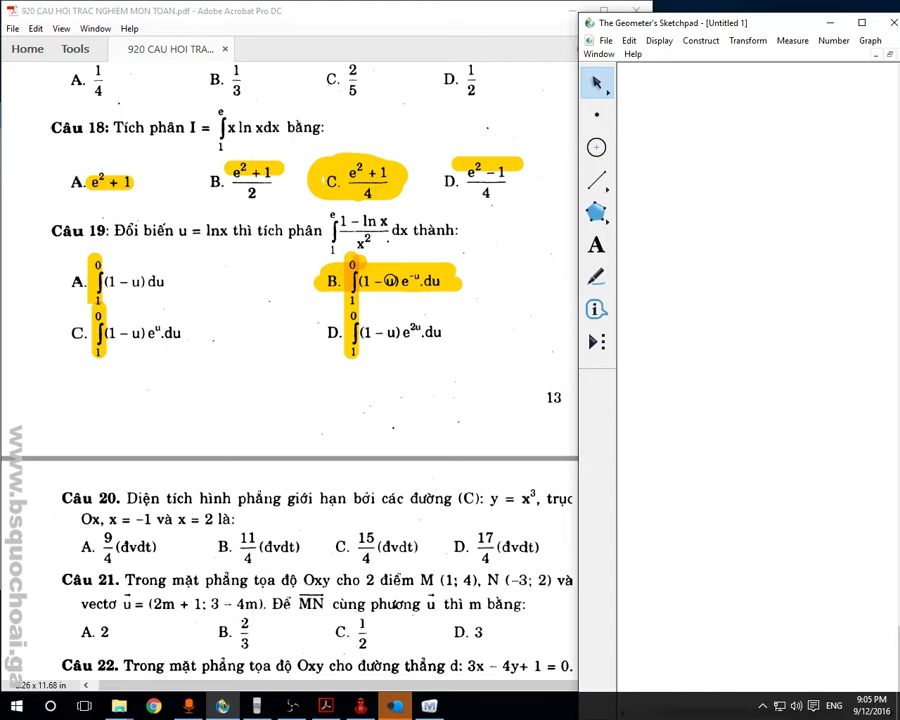 920 CAU HOI TRAC NGHIEM MON TOAN.pdf - Adobe Acrobat Pro DC
File Edit View Window Help
Home Tools 920 CAU HOI TRA... ×
A. 1/4 B. 1/3 C. 2/5 D. 1/2
Câu 18: Tích phân I = ∫₁ᵉ x ln xdx bằng:
A. e² + 1 B. (e² + 1)/2 C. (e² + 1)/4 D. (e² − 1)/4
Câu 19: Đổi biến u = lnx thì tích phân ∫₁ᵉ (1 − ln x)/x² dx thành:
A. ∫₁⁰ (1 − u) du B. ∫₁⁰ (1 − u) e⁻ᵘ.du
C. ∫₁⁰ (1 − u) eᵘ.du D. ∫₁⁰ (1 − u) e²ᵘ.du
13
Câu 20. Diện tích hình phẳng giới hạn bởi các đường (C): y = x³, trục
Ox, x = −1 và x = 2 là:
A. 9/4 (đvdt) B. 11/4 (đvdt) C. 15/4 (đvdt) D. 17/4 (đvdt)
Câu 21. Trong mặt phẳng tọa độ Oxy cho 2 điểm M (1; 4), N (−3; 2) và
vectơ u⃗ = (2m + 1; 3 − 4m). Để MN⃗ cùng phương u⃗ thì m bằng:
A. 2 B. 2/3 C. 1/2 D. 3
Câu 22. Trong mặt phẳng tọa độ Oxy cho đường thẳng d: 3x − 4y+ 1 = 0.
8.26 x 11.68 in
www.bsquochoai.ga
The Geometer's Sketchpad - [Untitled 1]
File Edit Display Construct Transform Measure Number Graph
Window Help
A
ENG
9:05 PM
9/12/2016